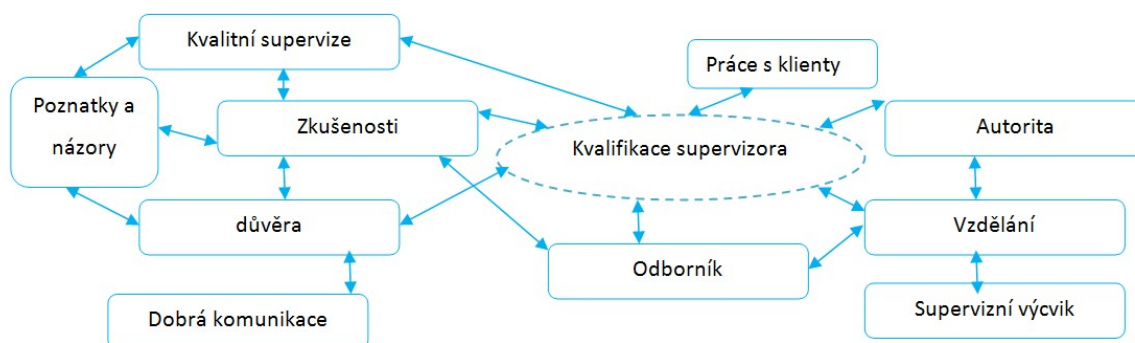 Kvalitní supervize
Práce s klienty
Poznatky a
názory
Zkušenosti
Autorita
Kvalifikace supervizora
důvěra
Vzdělání
Odborník
Dobrá komunikace
Supervizní výcvik